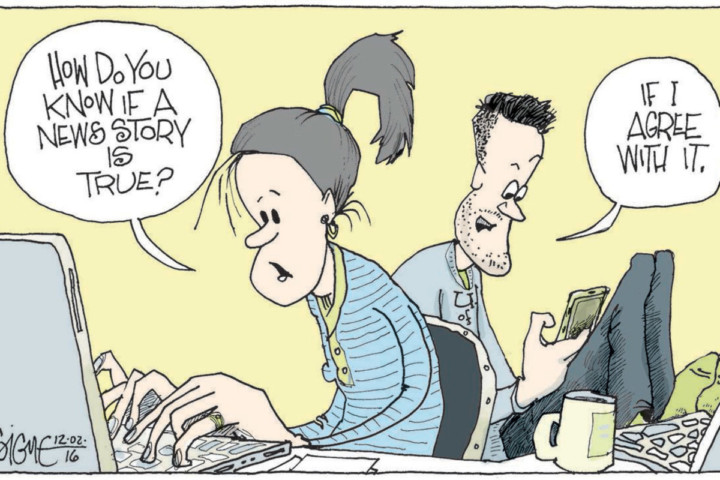 HOW DO YOU
KNOW IF A
NEWS STORY
IS
TRUE?
IF I
AGREE
WITH IT.
SIGNE 12·02·
16